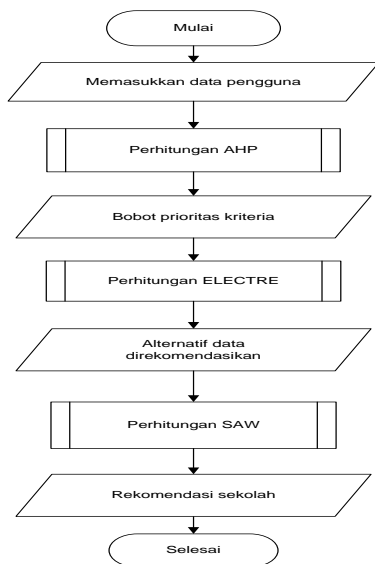 Mulai
Memasukkan data pengguna
Perhitungan AHP
Bobot prioritas kriteria
Perhitungan ELECTRE
Alternatif data
direkomendasikan
Perhitungan SAW
Rekomendasi sekolah
Selesai